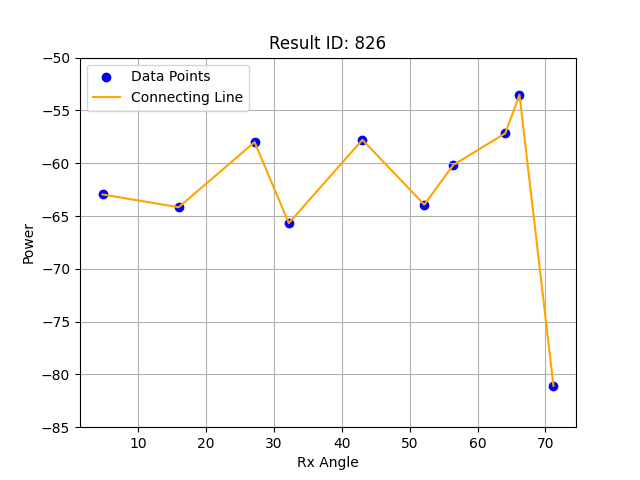 Result ID: 826
Data Points
Connecting Line
Power
−50
−55
−60
−65
−70
−75
−80
−85
10 20 30 40 50 60 70
Rx Angle